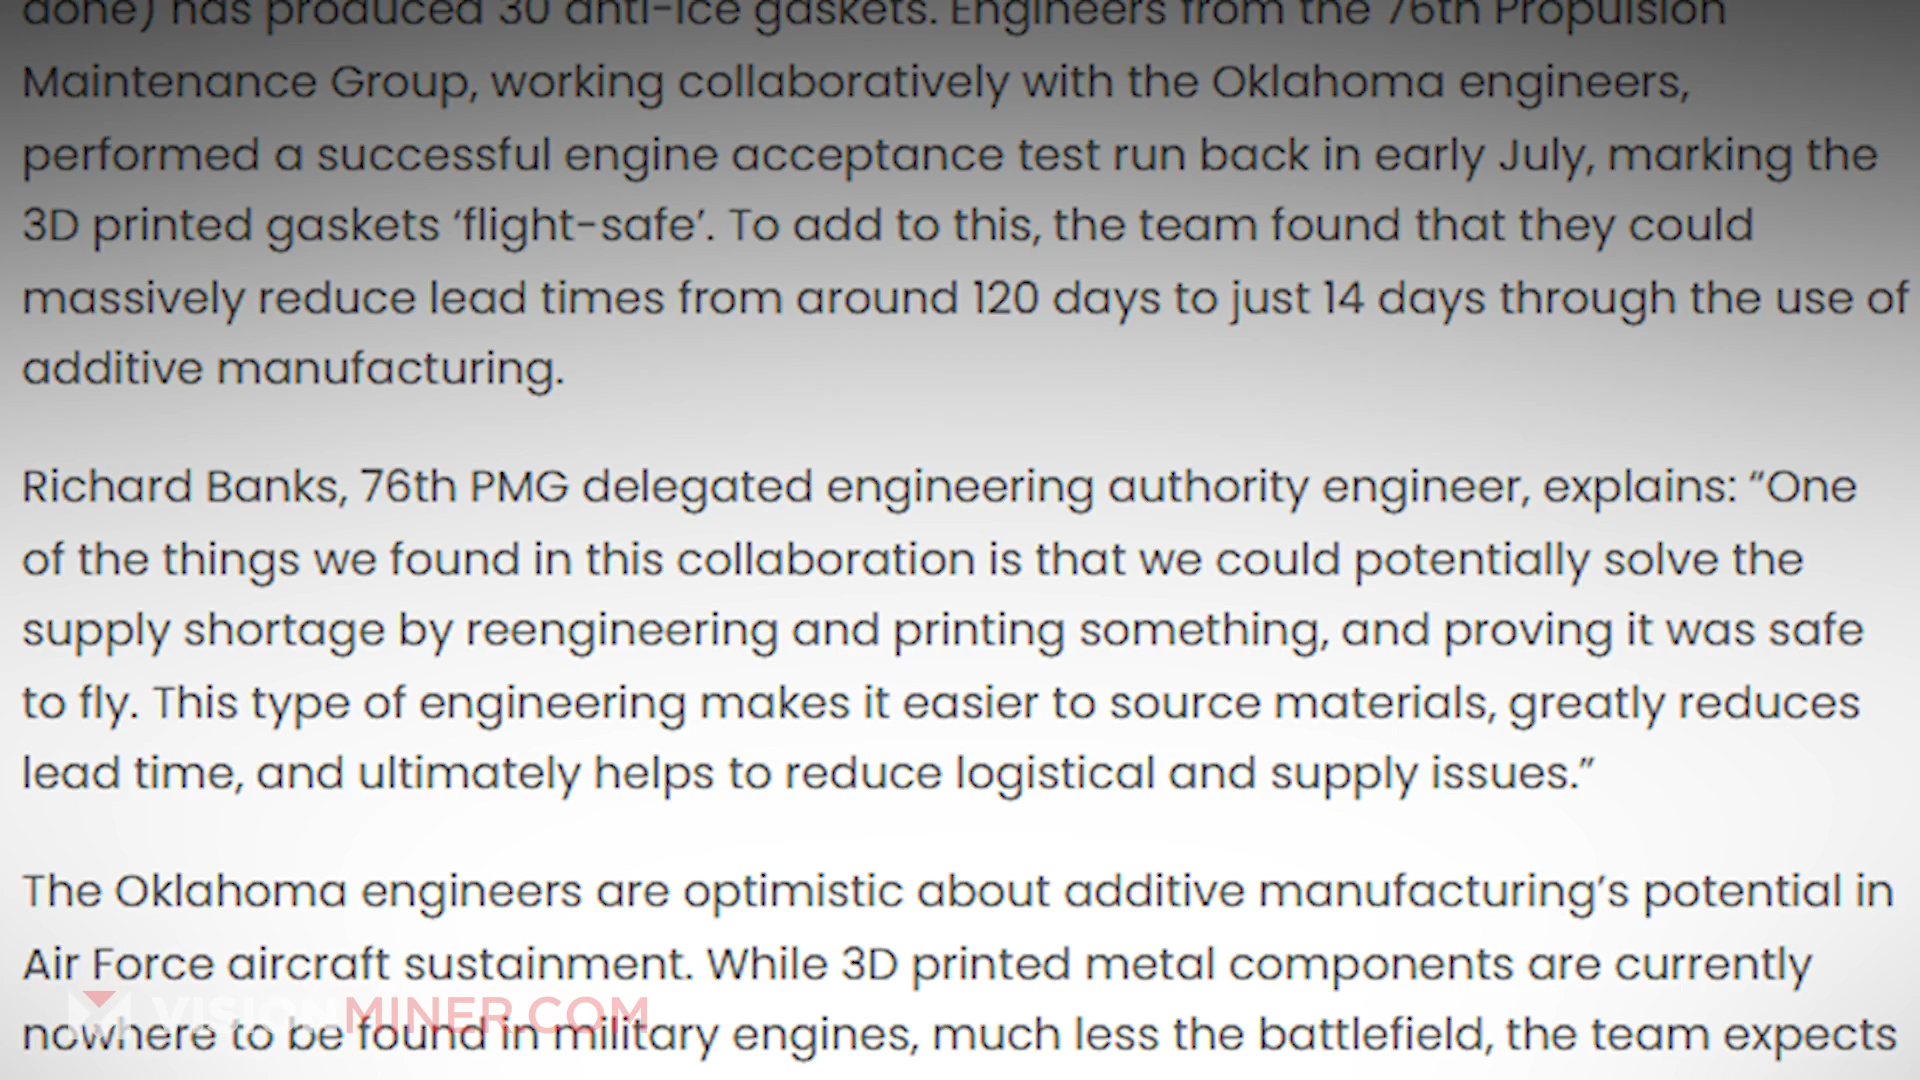 done) has produced 30 anti-ice gaskets. Engineers from the 76th Propulsion
Maintenance Group, working collaboratively with the Oklahoma engineers,
performed a successful engine acceptance test run back in early July, marking the
3D printed gaskets ‘flight-safe’. To add to this, the team found that they could
massively reduce lead times from around 120 days to just 14 days through the use of
additive manufacturing.
Richard Banks, 76th PMG delegated engineering authority engineer, explains: “One
of the things we found in this collaboration is that we could potentially solve the
supply shortage by reengineering and printing something, and proving it was safe
to fly. This type of engineering makes it easier to source materials, greatly reduces
lead time, and ultimately helps to reduce logistical and supply issues.”
The Oklahoma engineers are optimistic about additive manufacturing’s potential in
Air Force aircraft sustainment. While 3D printed metal components are currently
VISIONMINER.COM
nowhere to be found in military engines, much less the battlefield, the team expects